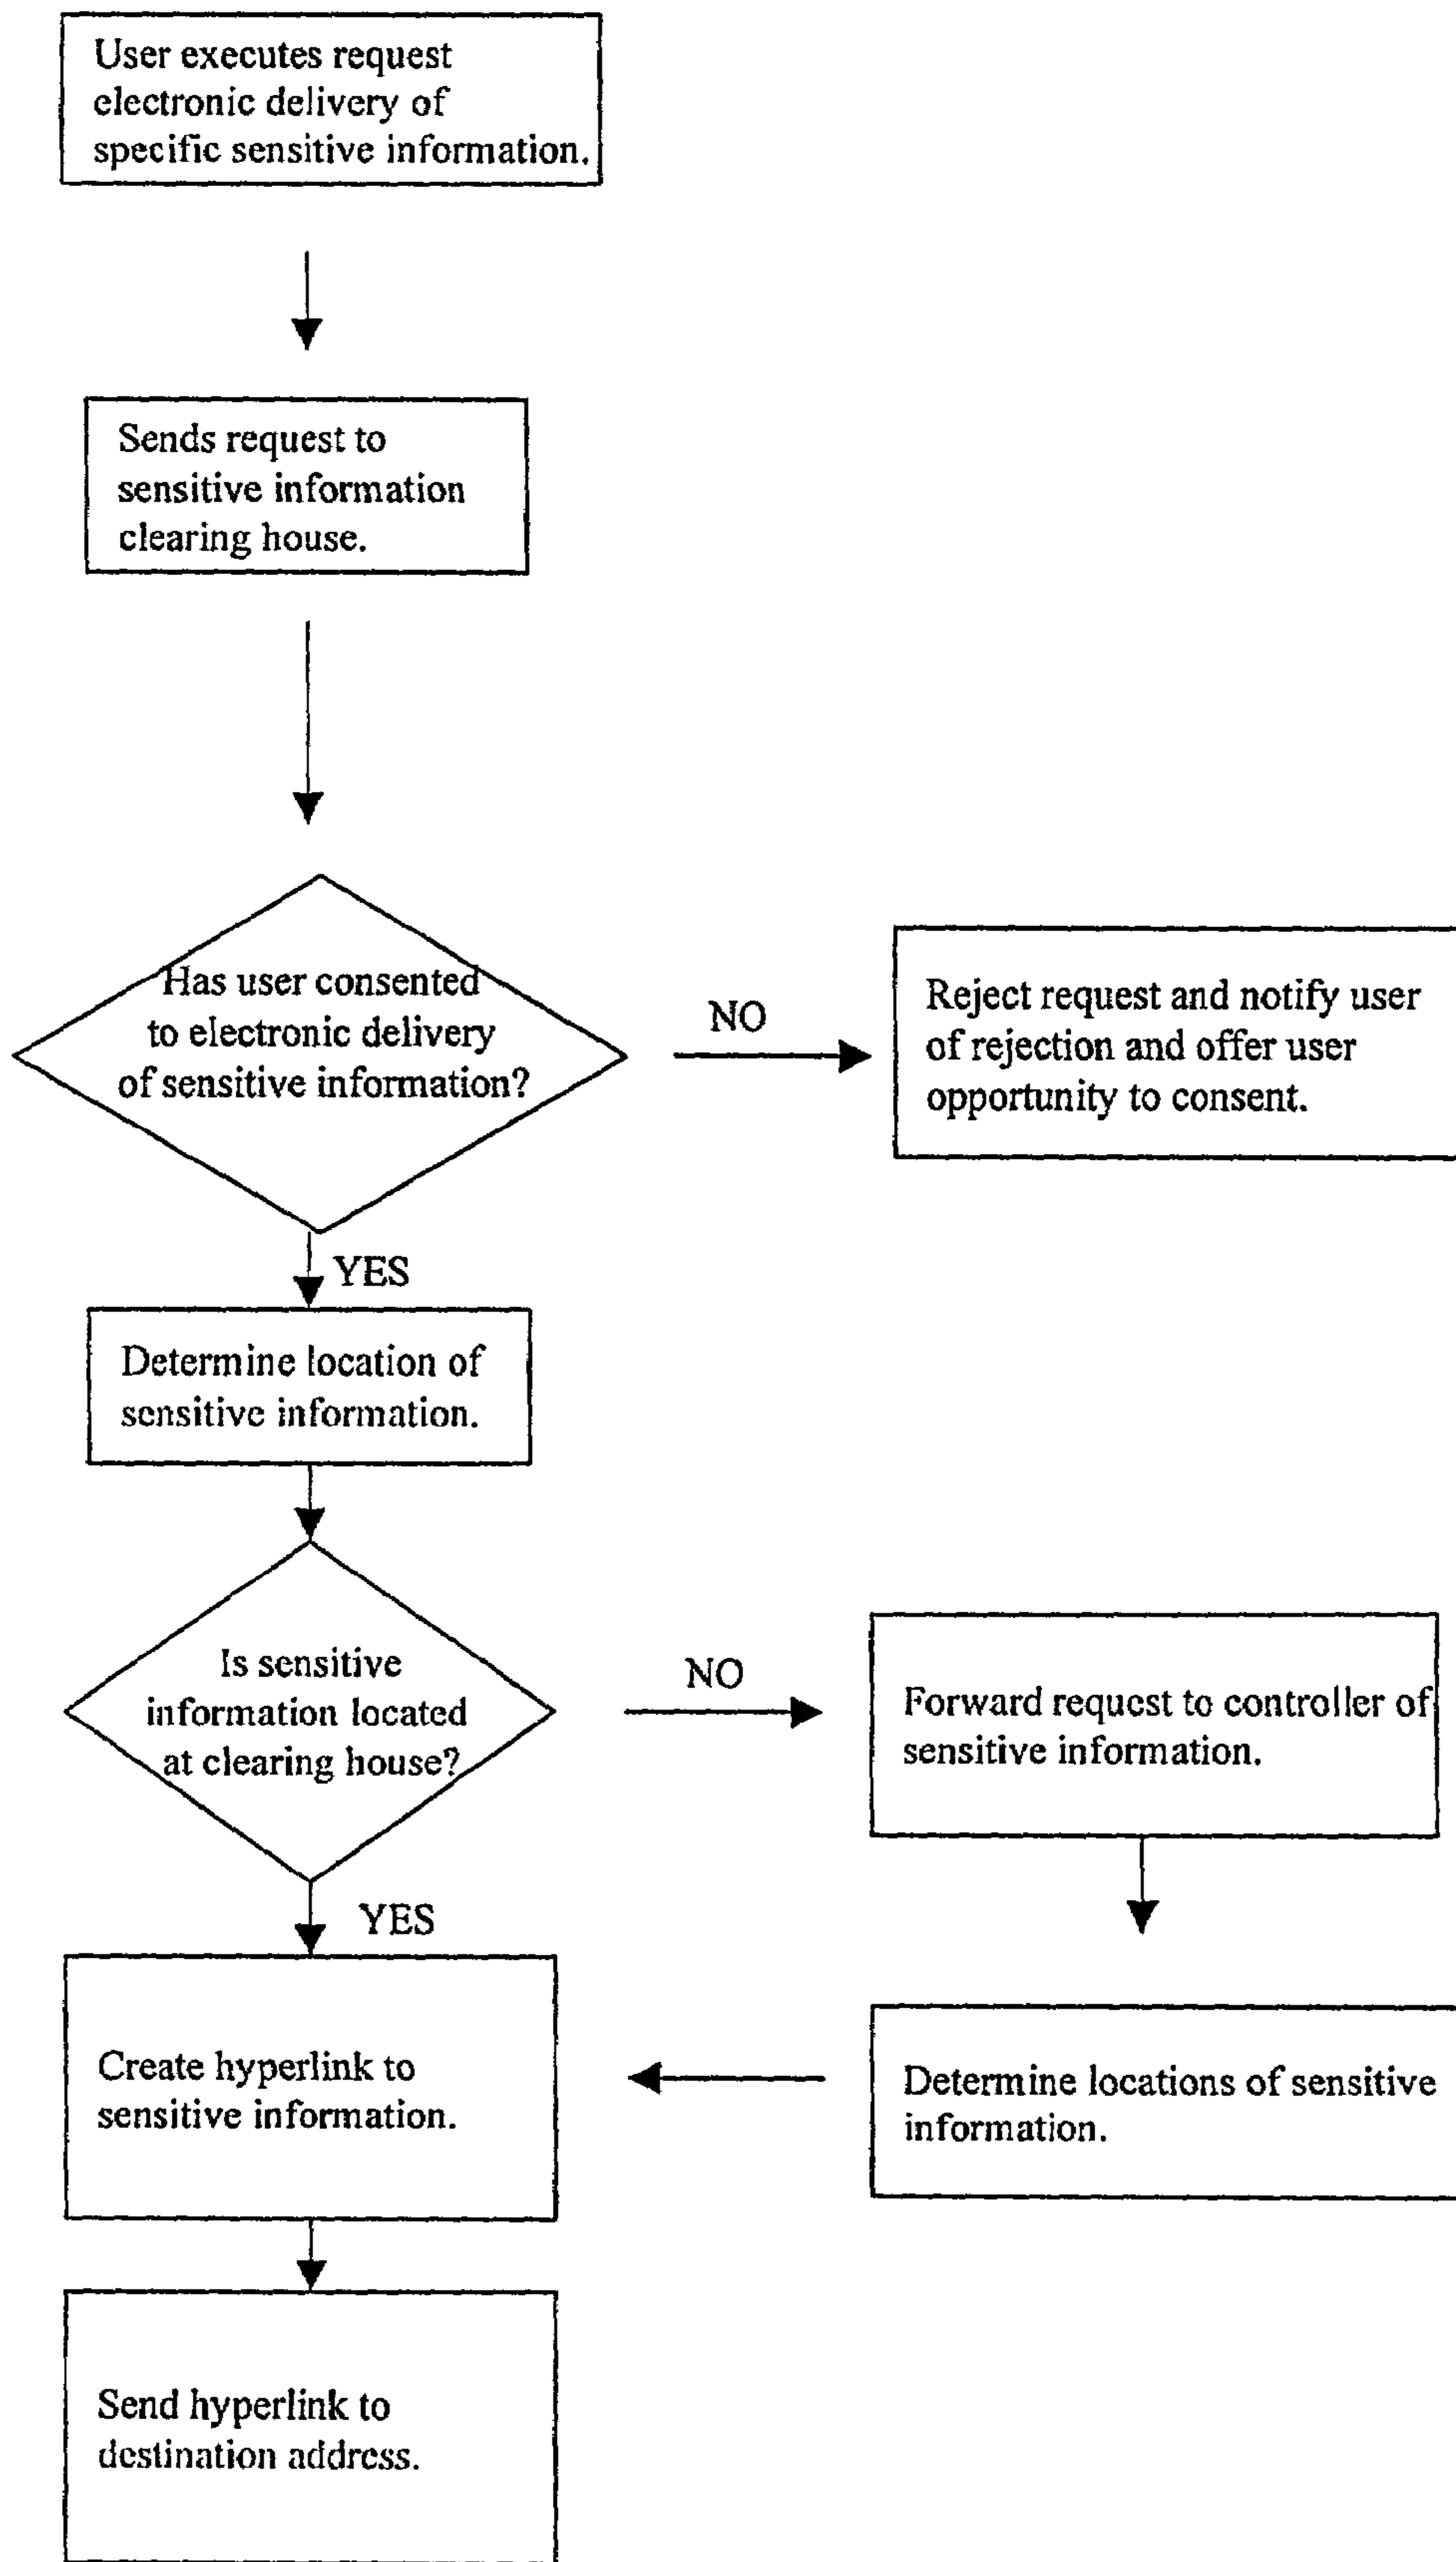 User executes request
electronic delivery of
specific sensitive information.
Sends request to
sensitive information
clearing house.
Has user consented
to electronic delivery
of sensitive information?
NO
Reject request and notify user
of rejection and offer user
opportunity to consent.
YES
Determine location of
sensitive information.
Is sensitive
information located
at clearing house?
NO
Forward request to controller of
sensitive information.
YES
Create hyperlink to
sensitive information.
Determine locations of sensitive
information.
Send hyperlink to
destination address.